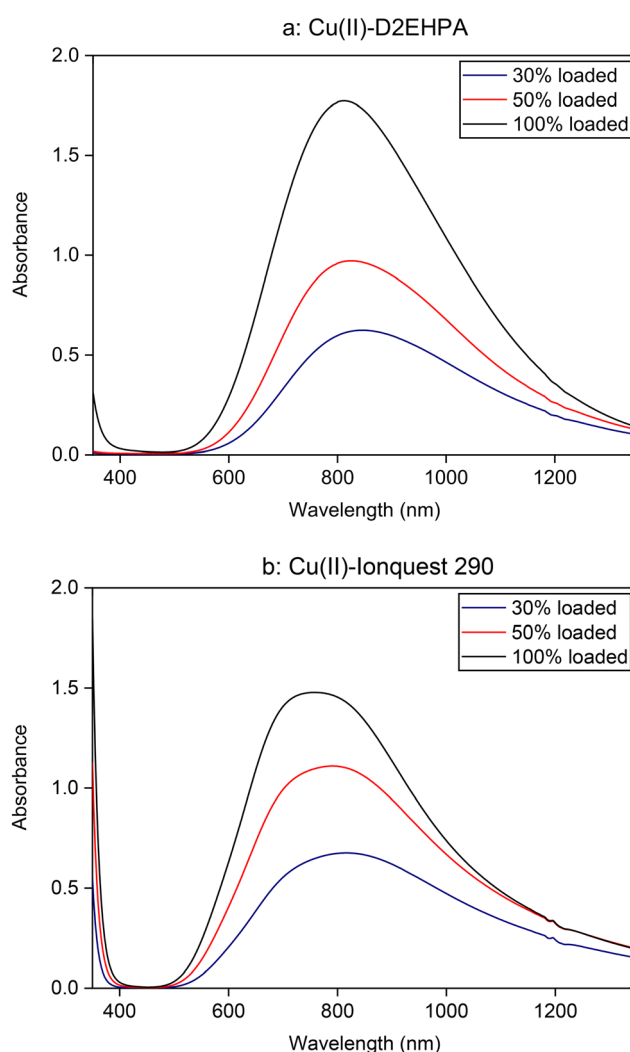 a: Cu(II)-D2EHPA
2.0
1.5
1.0
0.5
0.0
Absorbance
30% loaded
50% loaded
100% loaded
400 600 800 1000 1200
Wavelength (nm)
b: Cu(II)-Ionquest 290
2.0
1.5
1.0
0.5
0.0
Absorbance
30% loaded
50% loaded
100% loaded
400 600 800 1000 1200
Wavelength (nm)